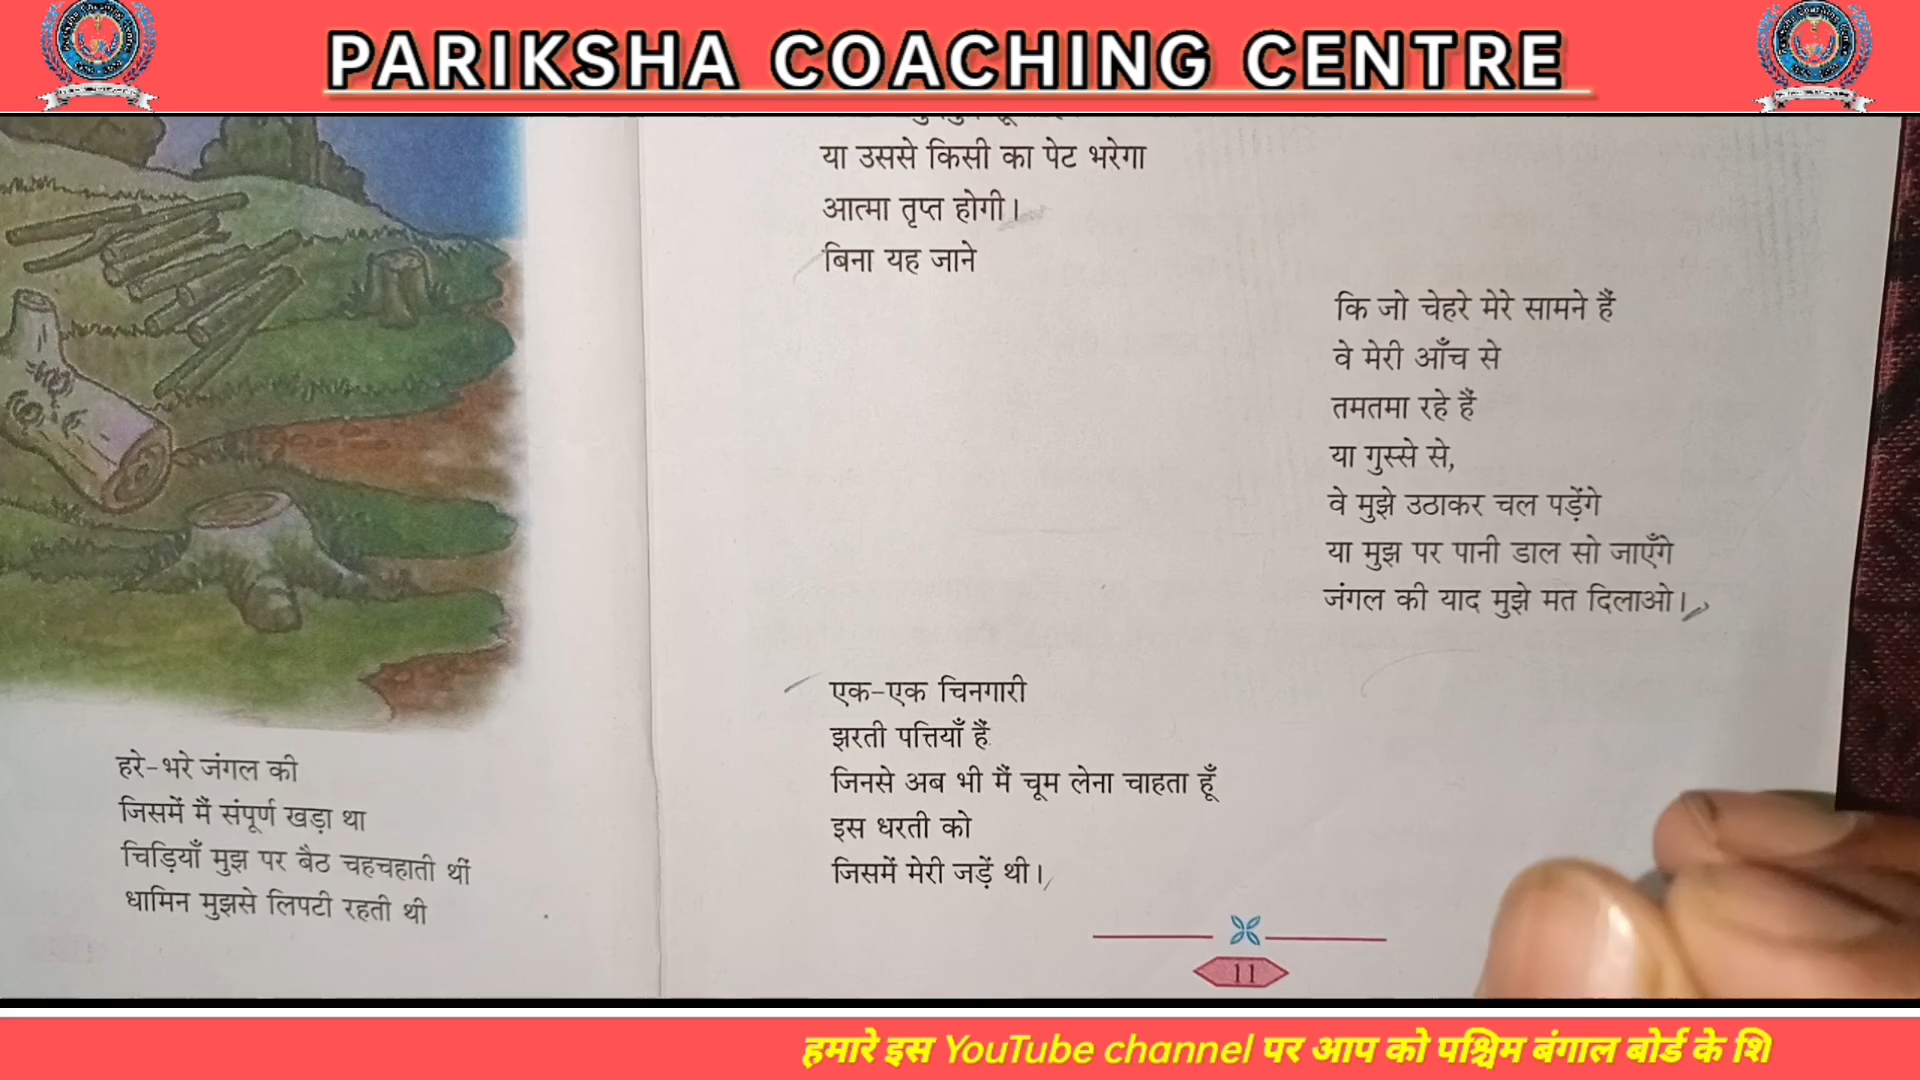 PARIKSHA COACHING CENTRE
हरे-भरे जंगल की
जिसमें मैं संपूर्ण खड़ा था
चिड़ियाँ मुझ पर बैठ चहचहाती थीं
धामिन मुझसे लिपटी रहती थी
या उससे किसी का पेट भरेगा
आत्मा तृप्त होगी।
बिना यह जाने
कि जो चेहरे मेरे सामने हैं
वे मेरी आँच से
तमतमा रहे हैं
या गुस्से से,
वे मुझे उठाकर चल पड़ेंगे
या मुझ पर पानी डाल सो जाएँगे
जंगल की याद मुझे मत दिलाओ।
एक-एक चिनगारी
झरती पत्तियाँ हैं
जिनसे अब भी मैं चूम लेना चाहता हूँ
इस धरती को
जिसमें मेरी जड़ें थी।
11
हमारे इस YouTube channel पर आप को पश्चिम बंगाल बोर्ड के शि